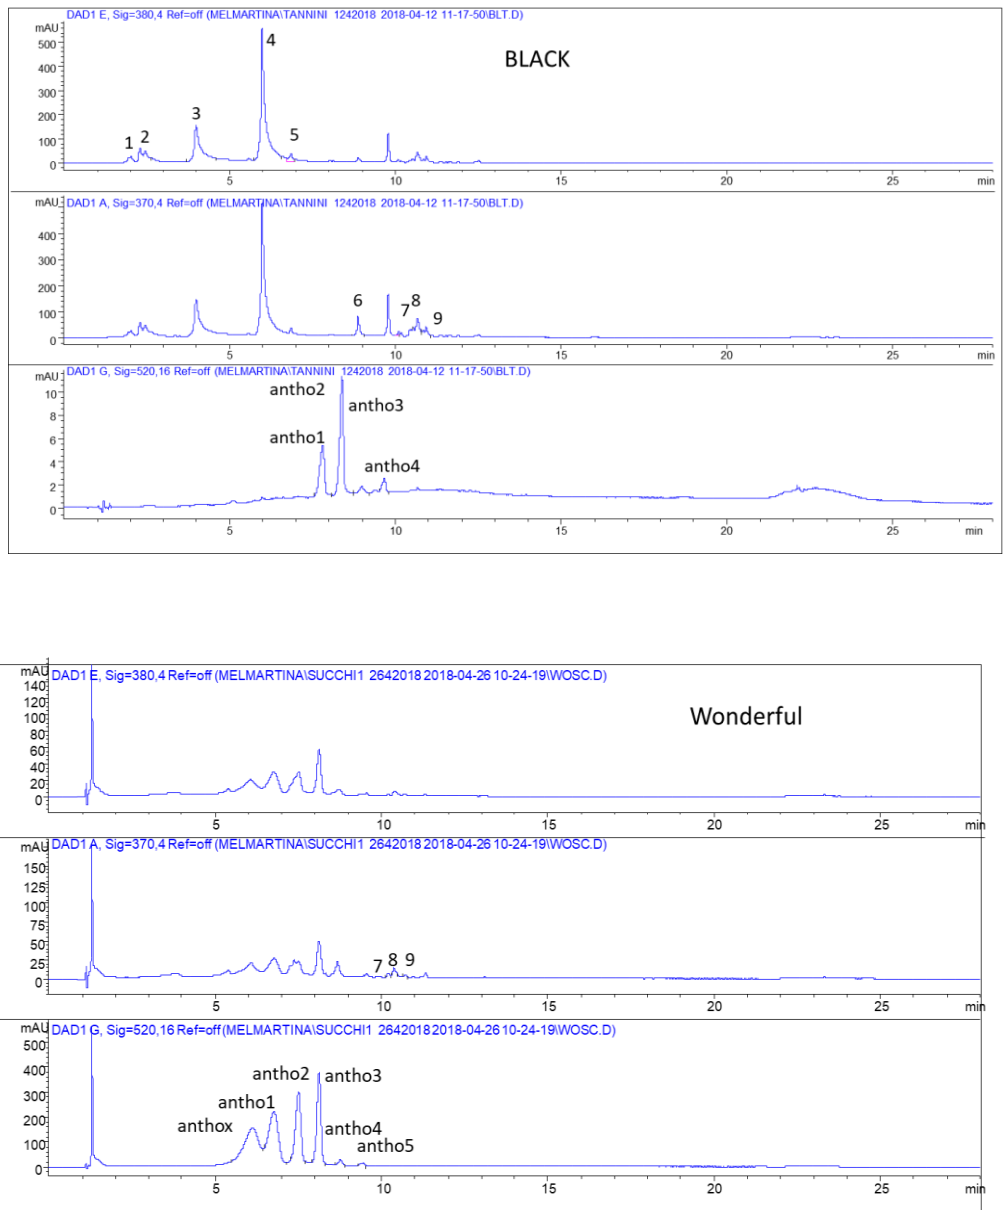 DAD1 E, Sig=380,4 Ref=off (MELMARTINA\TANNINI 1242018 2018-04-12 11-17-50\BLT.D)
mAU
500
400
300
200
100
0
BLACK
1 2 3 4 5
5 10 15 20 25 min
DAD1 A, Sig=370,4 Ref=off (MELMARTINA\TANNINI 1242018 2018-04-12 11-17-50\BLT.D)
mAU
400
300
200
100
0
6 7 8 9
5 10 15 20 25 min
DAD1 G, Sig=520,16 Ref=off (MELMARTINA\TANNINI 1242018 2018-04-12 11-17-50\BLT.D)
mAU
10
8
6
4
2
0
antho2
antho3
antho1
antho4
5 10 15 20 25 min
DAD1 E, Sig=380,4 Ref=off (MELMARTINA\SUCCHI1 2642018 2018-04-26 10-24-19\WOSC.D)
mAU
140
120
100
80
60
40
20
0
Wonderful
5 10 15 20 25 min
DAD1 A, Sig=370,4 Ref=off (MELMARTINA\SUCCHI1 2642018 2018-04-26 10-24-19\WOSC.D)
mAU
150
125
100
75
50
25
0
7 8 9
5 10 15 20 25 min
DAD1 G, Sig=520,16 Ref=off (MELMARTINA\SUCCHI1 2642018 2018-04-26 10-24-19\WOSC.D)
mAU
500
400
300
200
100
0
antho2 antho3
antho1
anthox antho4
antho5
5 10 15 20 25 min